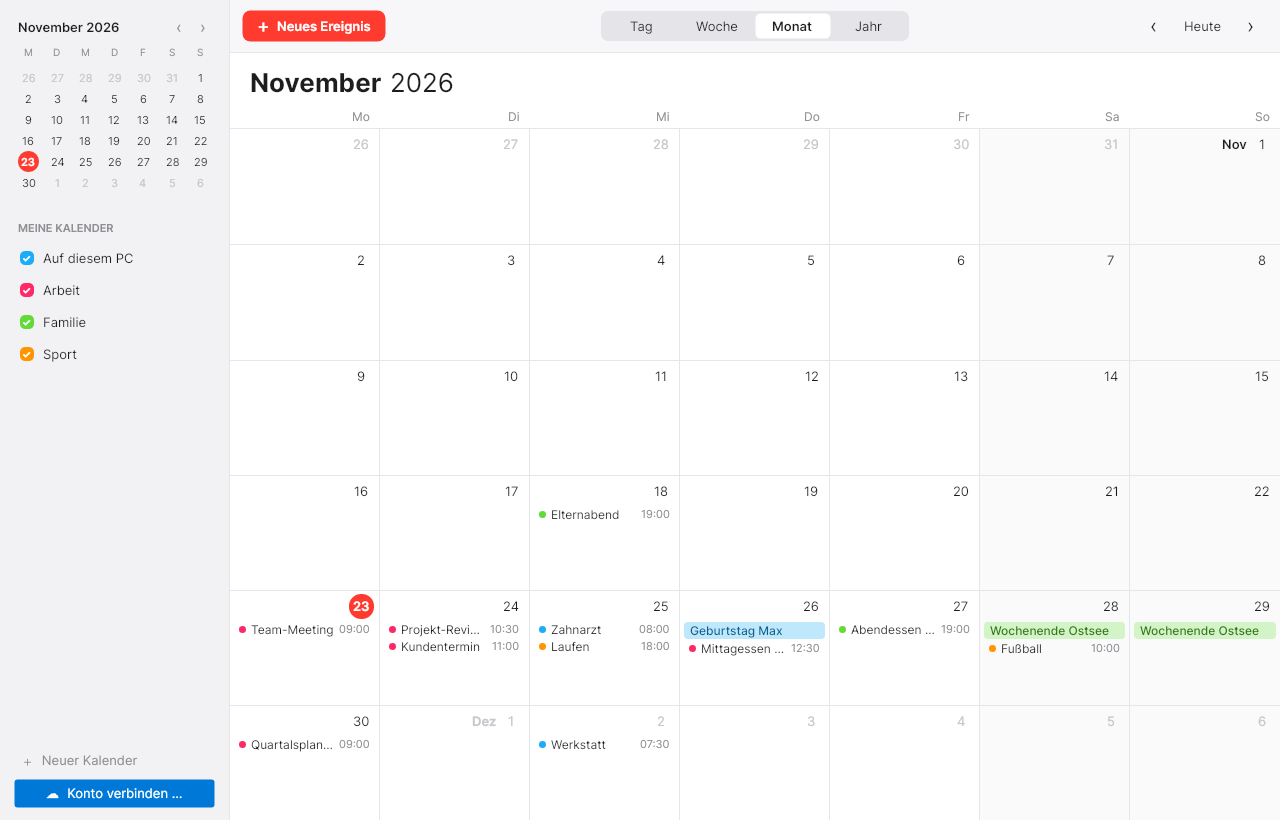 November 2026 ‹ ›
M D M D F S S
26 27 28 29 30 31 1
2 3 4 5 6 7 8
9 10 11 12 13 14 15
16 17 18 19 20 21 22
23 24 25 26 27 28 29
30 1 2 3 4 5 6
MEINE KALENDER
Auf diesem PC
Arbeit
Familie
Sport
+ Neuer Kalender
Konto verbinden ...
+ Neues Ereignis
Tag Woche Monat Jahr
‹ Heute ›
November 2026
Mo Di Mi Do Fr Sa So
26 27 28 29 30 31 Nov 1
2 3 4 5 6 7 8
9 10 11 12 13 14 15
16 17 18 19 20 21 22
Elternabend 19:00
23 24 25 26 27 28 29
Team-Meeting 09:00
Projekt-Revi... 10:30
Kundentermin 11:00
Zahnarzt 08:00
Laufen 18:00
Geburtstag Max
Mittagessen ... 12:30
Abendessen ... 19:00
Wochenende Ostsee
Fußball 10:00
Wochenende Ostsee
30 Dez 1 2 3 4 5 6
Quartalsplan... 09:00
Werkstatt 07:30